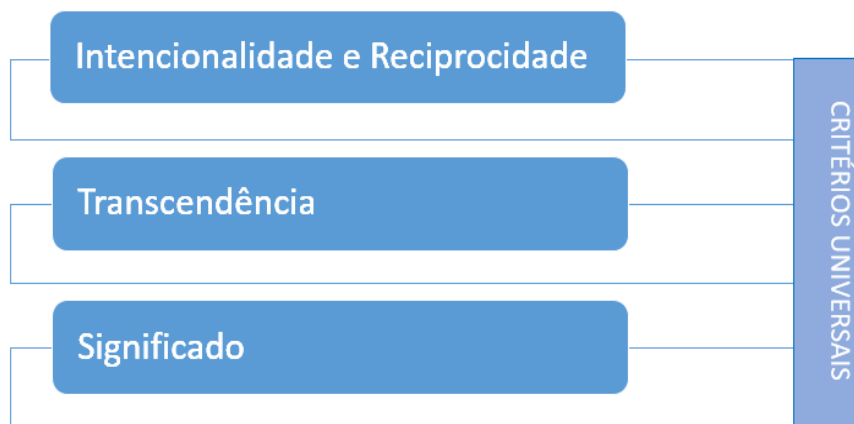 Intencionalidade e Reciprocidade
Transcendência
Significado
CRITÉRIOS UNIVERSAIS